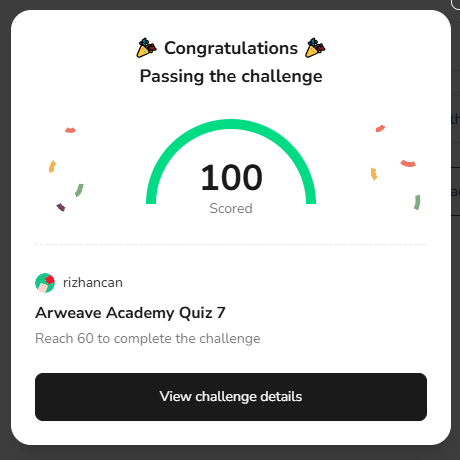 🎉 Congratulations 🎉
Passing the challenge
100
Scored
rizhancan
Arweave Academy Quiz 7
Reach 60 to complete the challenge
View challenge details